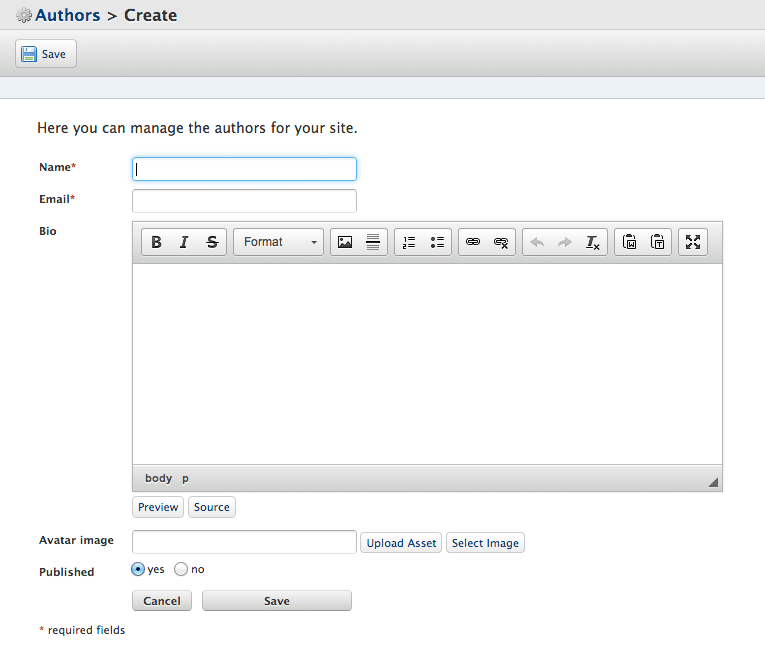 Authors > Create
Save
Here you can manage the authors for your site.
Name*
Email*
Bio
B I S Format
body p
Preview Source
Avatar image Upload Asset Select Image
Published yes no
Cancel Save
* required fields